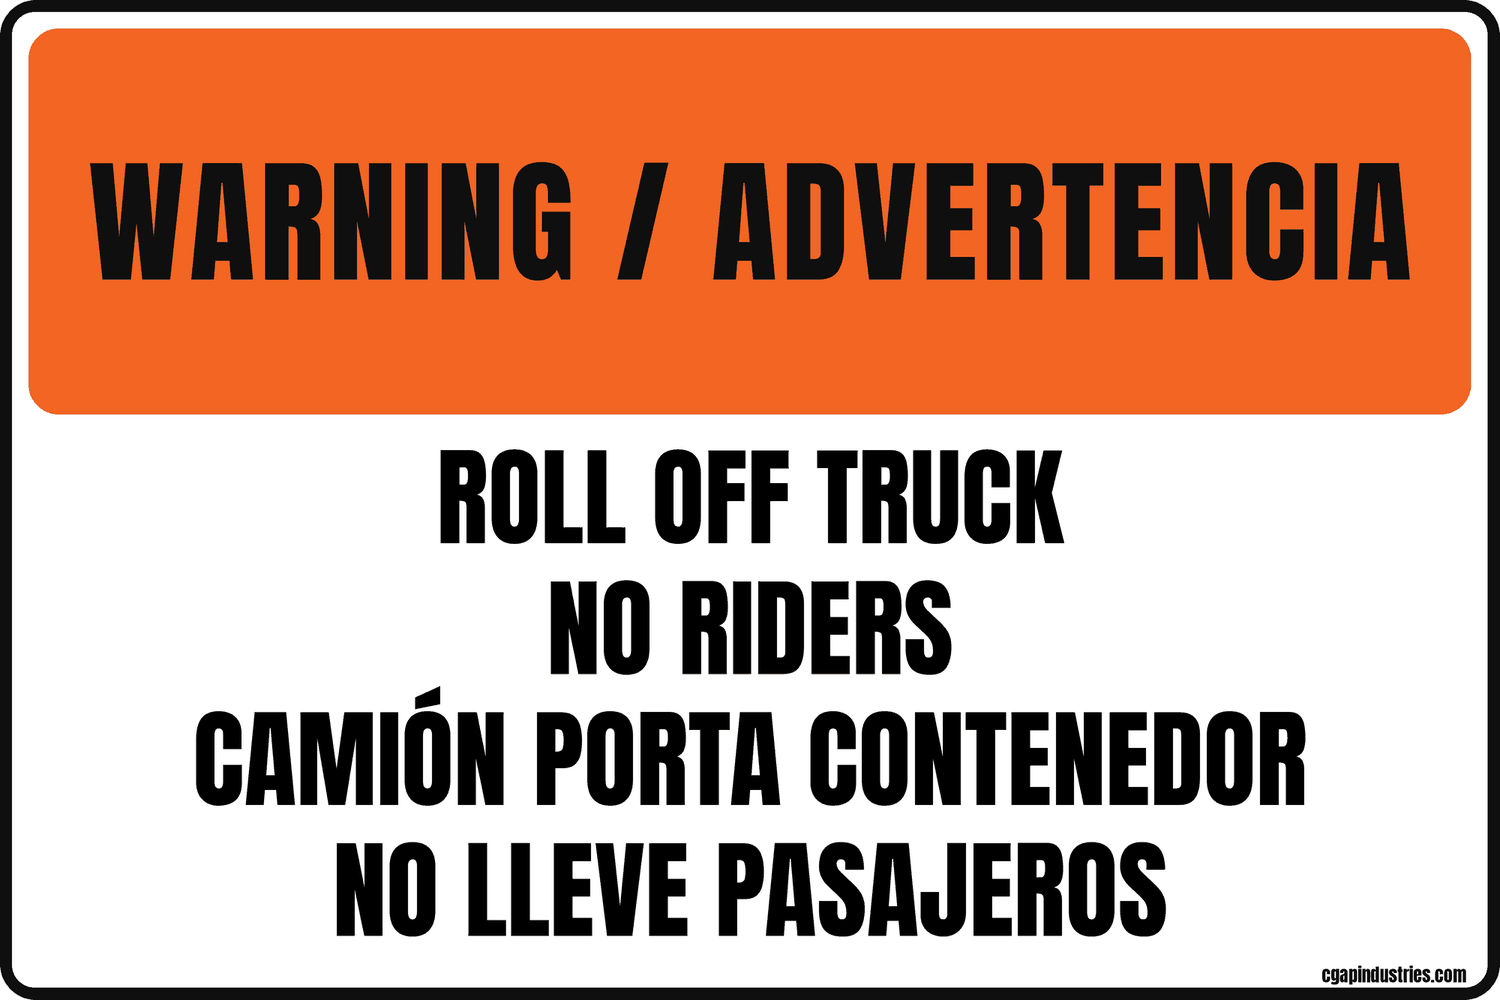 WARNING / ADVERTENCIA
ROLL OFF TRUCK
NO RIDERS
CAMIÓN PORTA CONTENEDOR
NO LLEVE PASAJEROS
cgapindustries.com